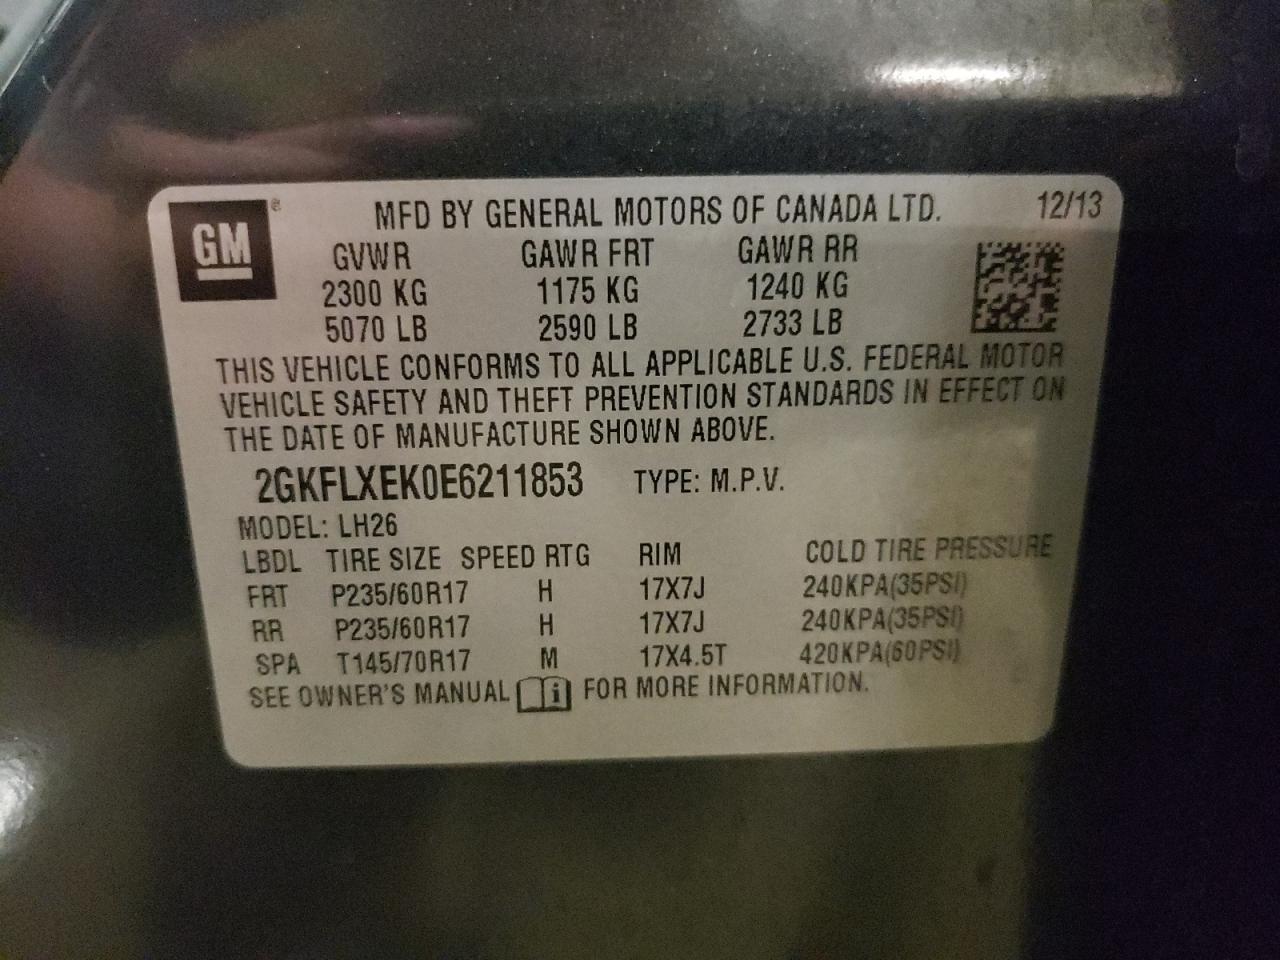 GM ® MFD BY GENERAL MOTORS OF CANADA LTD. 12/13
GVWR GAWR FRT GAWR RR
2300 KG 1175 KG 1240 KG
5070 LB 2590 LB 2733 LB
THIS VEHICLE CONFORMS TO ALL APPLICABLE U.S. FEDERAL MOTOR
VEHICLE SAFETY AND THEFT PREVENTION STANDARDS IN EFFECT ON
THE DATE OF MANUFACTURE SHOWN ABOVE.
2GKFLXEK0E6211853 TYPE: M.P.V.
MODEL: LH26
LBDL TIRE SIZE SPEED RTG RIM COLD TIRE PRESSURE
FRT P235/60R17 H 17X7J 240KPA(35PSI)
RR P235/60R17 H 17X7J 240KPA(35PSI)
SPA T145/70R17 M 17X4.5T 420KPA(60PSI)
SEE OWNER'S MANUAL i FOR MORE INFORMATION.